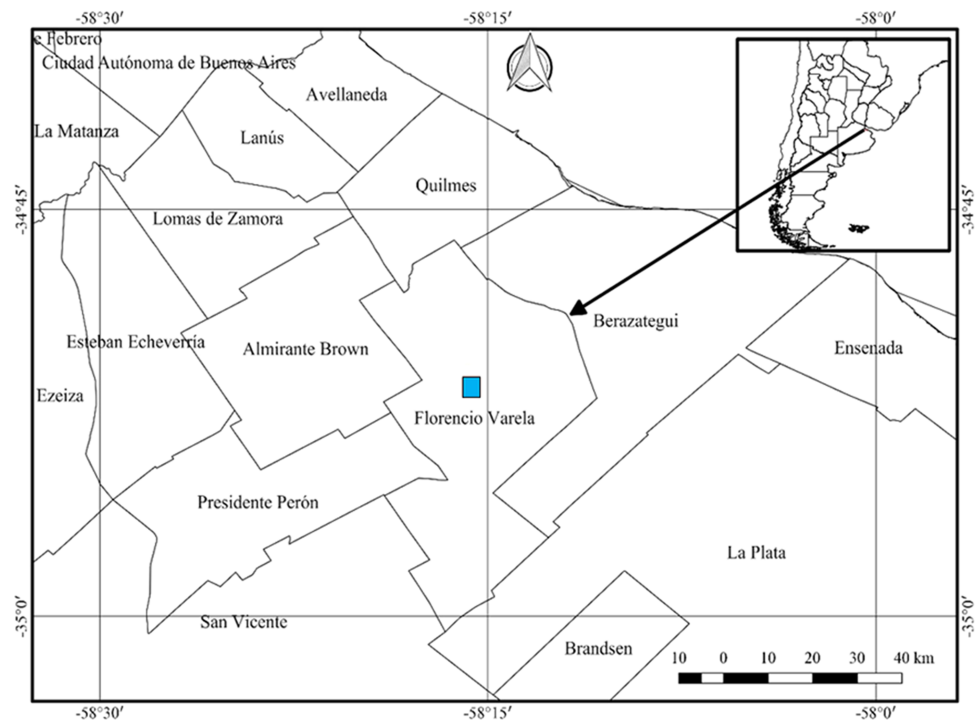 -58°30′
-58°15′
-58°0′
e Febrero
Ciudad Autónoma de Buenos Aires
Avellaneda
La Matanza
Lanús
Quilmes
-34°45′
-34°45′
Lomas de Zamora
Berazategui
Esteban Echeverría
Almirante Brown
Ensenada
Ezeiza
Florencio Varela
Presidente Perón
La Plata
-35°0′
-35°0′
San Vicente
Brandsen
10 0 10 20 30 40 km
-58°30′
-58°15′
-58°0′